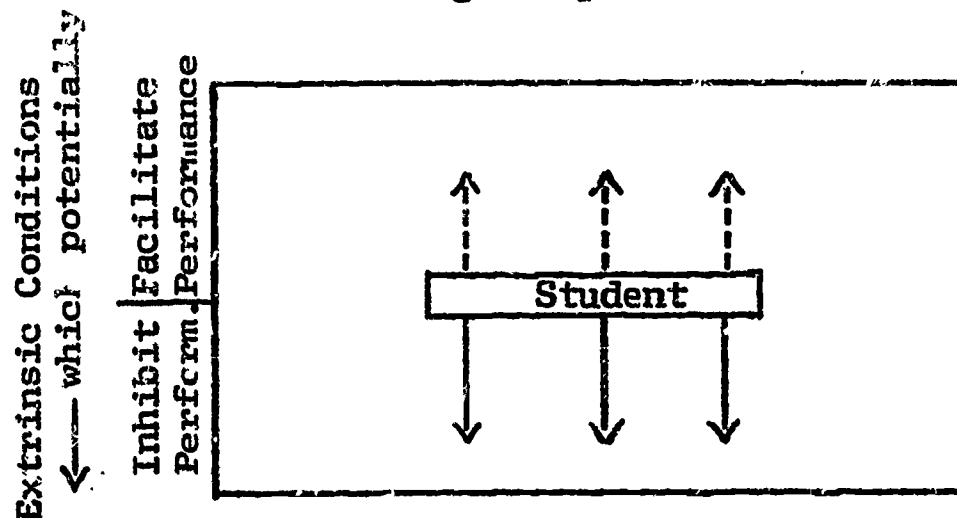 Extrinsic Conditions
which potentially
Facilitate
Performance
Inhibit
Perform.
Student